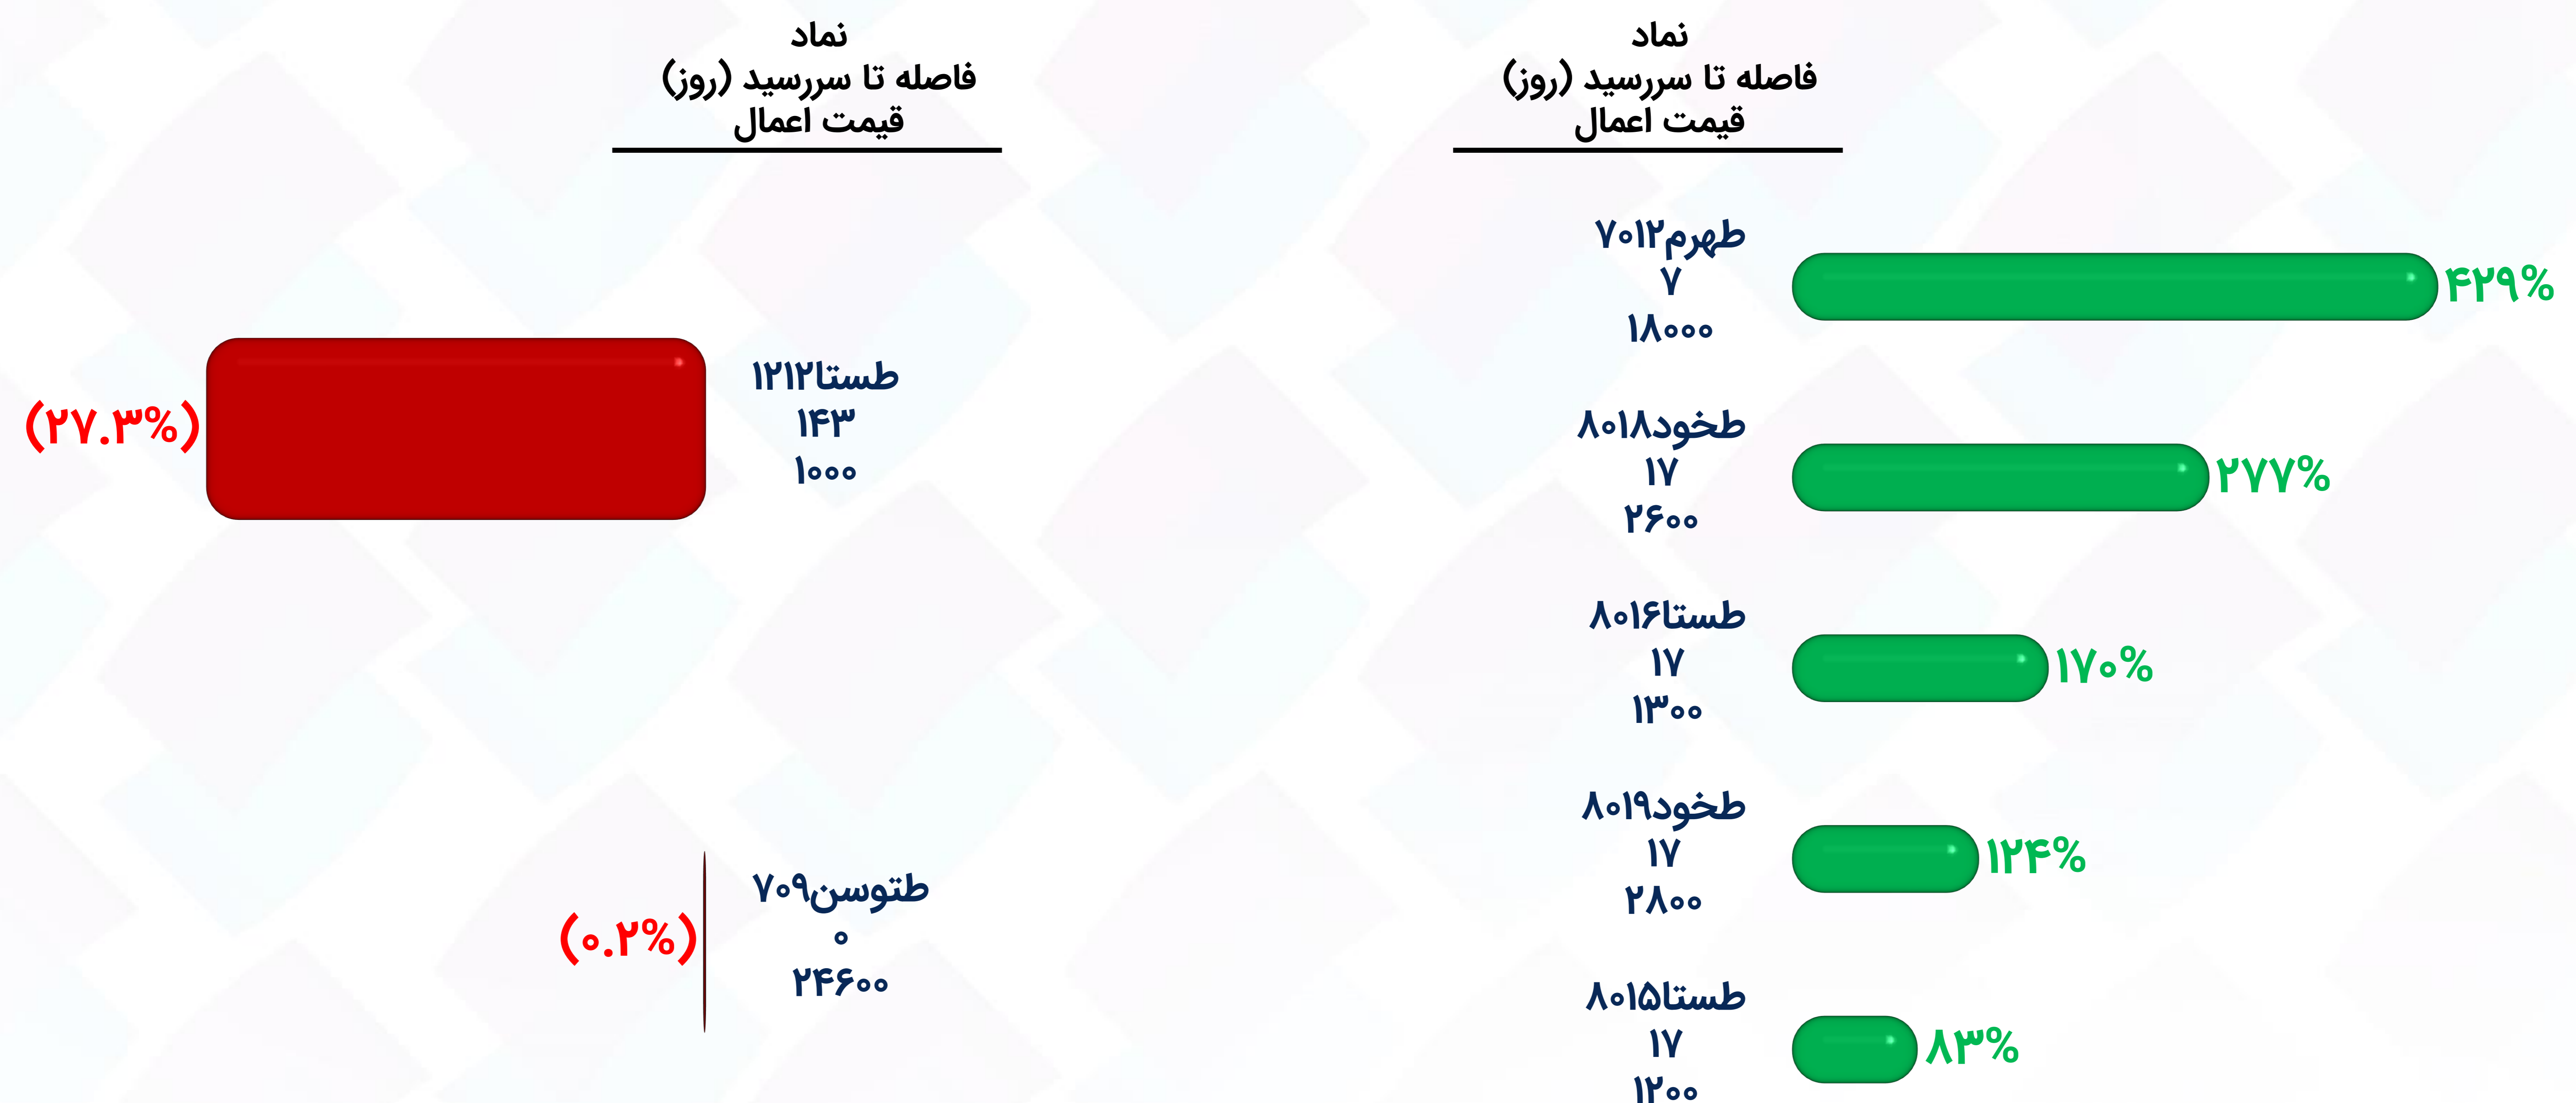 نماد
فاصله تا سررسید (روز)
قیمت اعمال
طهرم۷۰۱۲
۷
۱۸۰۰۰
۴۲۹%
طخود۸۰۱۸
۱۷
۲۶۰۰
۲۷۷%
طستا۸۰۱۶
۱۷
۱۳۰۰
۱۷۰%
طخود۸۰۱۹
۱۷
۲۸۰۰
۱۲۴%
طستا۸۰۱۵
۱۷
۱۲۰۰
۸۳%
نماد
فاصله تا سررسید (روز)
قیمت اعمال
طستا۱۲۱۲
۱۴۳
۱۰۰۰
(۲۷.۳%)
طتوسن۷۰۹
۰
۲۴۶۰۰
(۰.۲%)